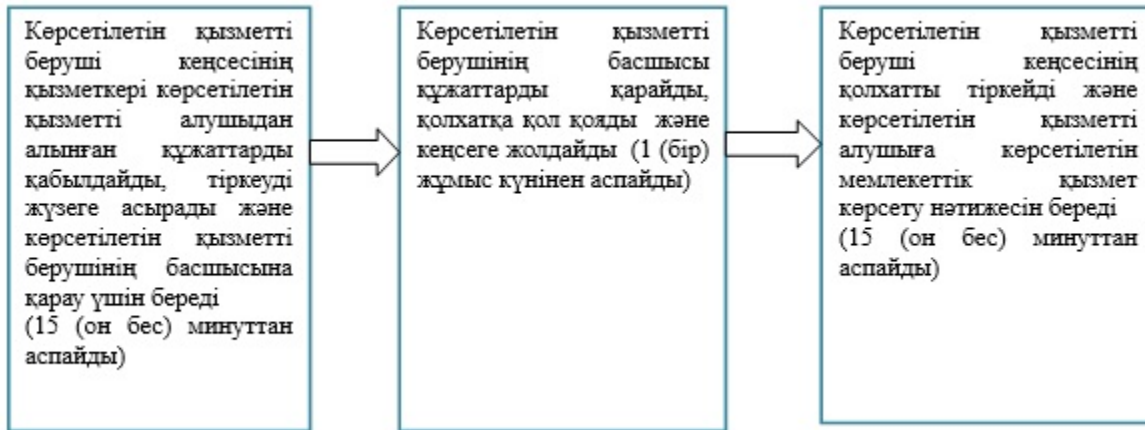 Көрсетілетін қызметті
беруші кеңсесінің
қызметкері көрсетілетін
қызметті алушыдан
алынған құжаттарды
қабылдайды, тіркеуді
жүзеге асырады және
көрсетілетін қызметті
берушінің басшысына
қарау үшін береді
(15 (он бес) минуттан
аспайды)
Көрсетілетін қызметті
берушінің басшысы
құжаттарды қарайды,
қолхатқа қол қояды және
кеңсеге жолдайды (1 (бір)
жұмыс күнінен аспайды)
Көрсетілетін қызметті
беруші кеңсесінің
қолхатты тіркейді және
көрсетілетін қызметті
алушыға көрсетілетін
мемлекеттік қызмет
көрсету нәтижесін береді
(15 (он бес) минуттан
аспайды)